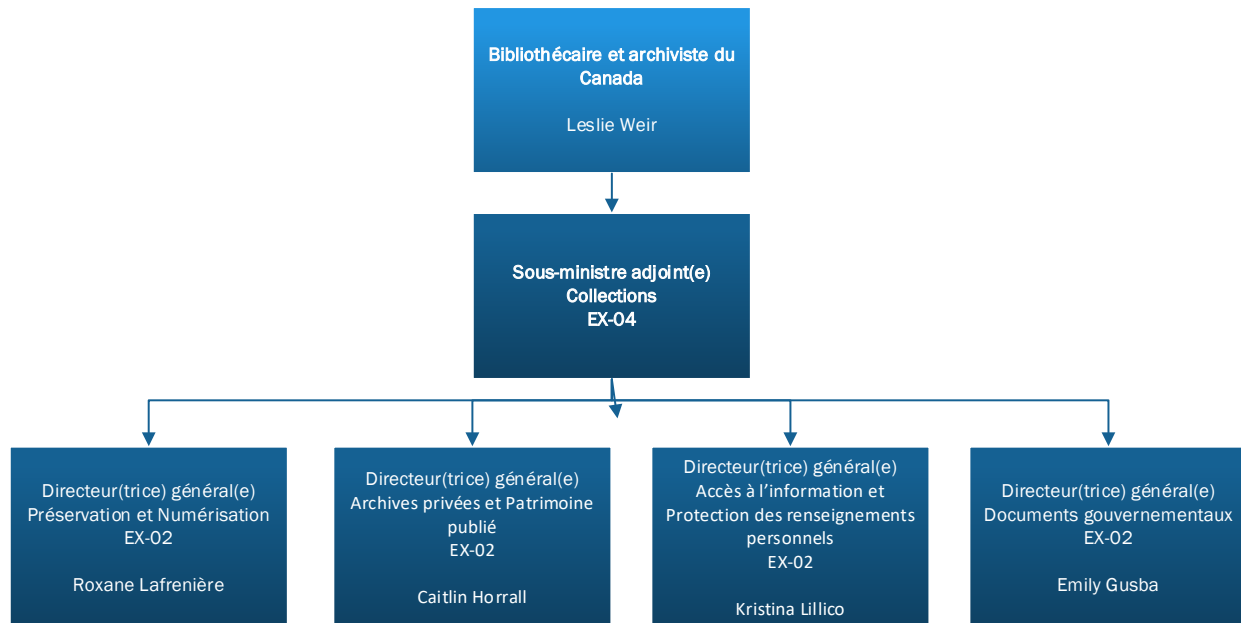 Bibliothécaire et archiviste du
Canada
Leslie Weir
Sous-ministre adjoint(e)
Collections
EX-04
Directeur(trice) général(e)
Préservation et Numérisation
EX-02
Roxane Lafrenière
Directeur(trice) général(e)
Archives privées et Patrimoine
publié
EX-02
Caitlin Horrall
Directeur(trice) général(e)
Accès à l’information et
Protection des renseignements
personnels
EX-02
Kristina Lillico
Directeur(trice) général(e)
Documents gouvernementaux
EX-02
Emily Gusba